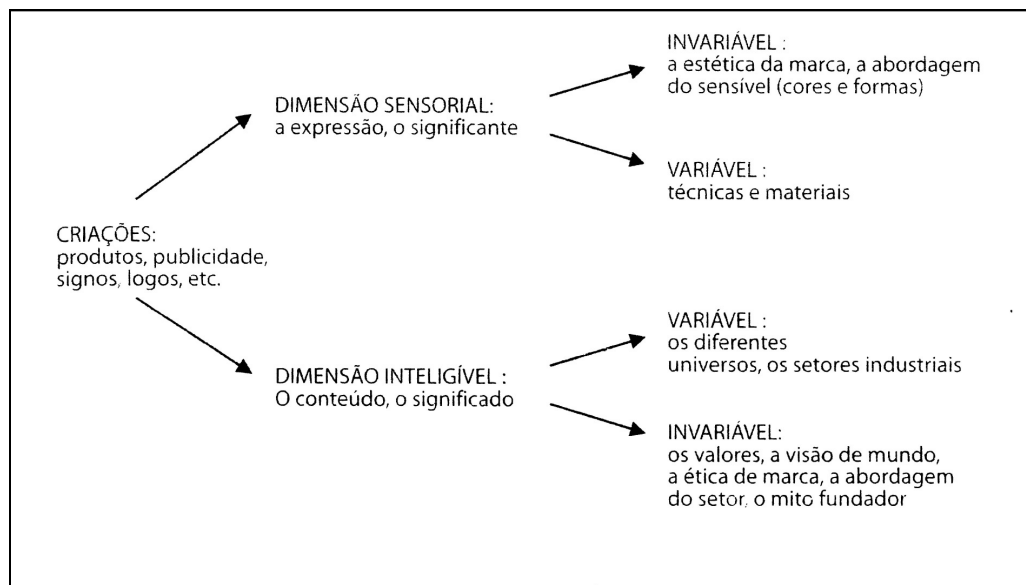 INVARIÁVEL :
a estética da marca, a abordagem
do sensível (cores e formas)
DIMENSÃO SENSORIAL:
a expressão, o significante
VARIÁVEL :
técnicas e materiais
CRIAÇÕES:
produtos, publicidade,
signos, logos, etc.
VARIÁVEL :
os diferentes
universos, os setores industriais
DIMENSÃO INTELIGÍVEL :
O conteúdo, o significado
INVARIÁVEL:
os valores, a visão de mundo,
a ética de marca, a abordagem
do setor, o mito fundador